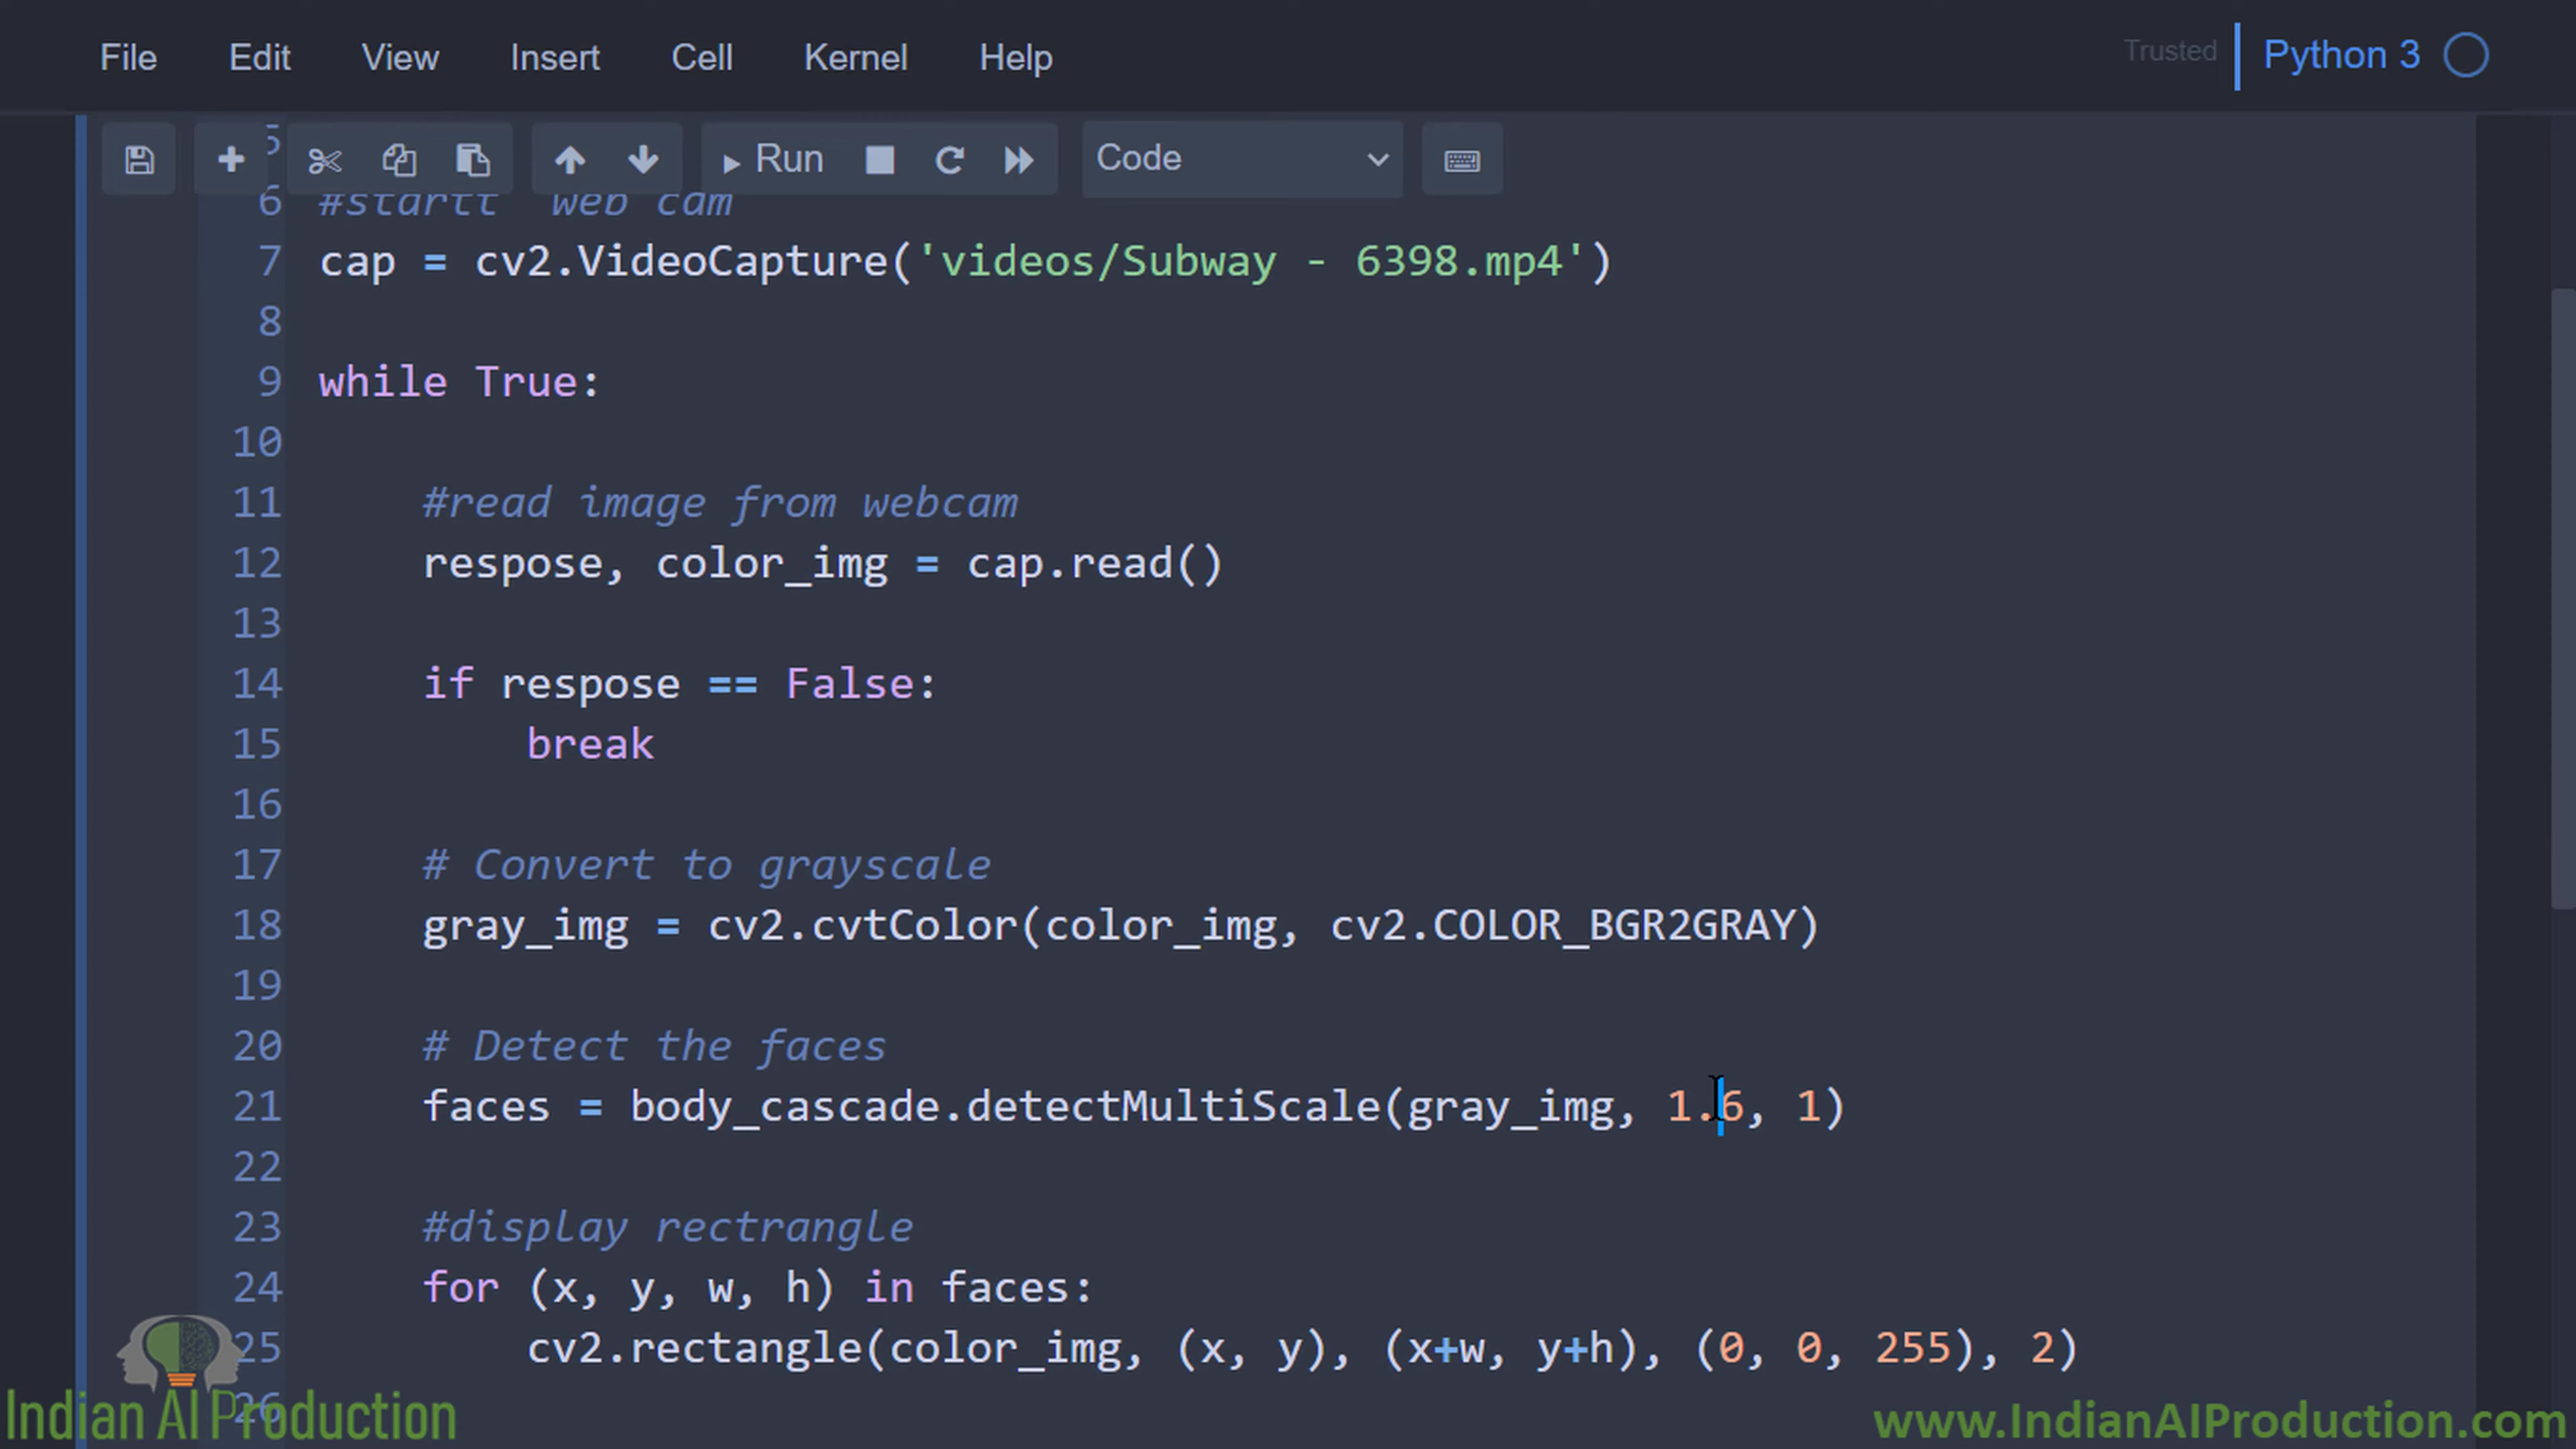 File Edit View Insert Cell Kernel Help Trusted Python 3
Run Code
5
6 #startt web cam
7 cap = cv2.VideoCapture('videos/Subway - 6398.mp4')
8
9 while True:
10
11 #read image from webcam
12 respose, color_img = cap.read()
13
14 if respose == False:
15 break
16
17 # Convert to grayscale
18 gray_img = cv2.cvtColor(color_img, cv2.COLOR_BGR2GRAY)
19
20 # Detect the faces
21 faces = body_cascade.detectMultiScale(gray_img, 1.6, 1)
22
23 #display rectrangle
24 for (x, y, w, h) in faces:
25 cv2.rectangle(color_img, (x, y), (x+w, y+h), (0, 0, 255), 2)
26
Indian AI Production
www.IndianAIProduction.com